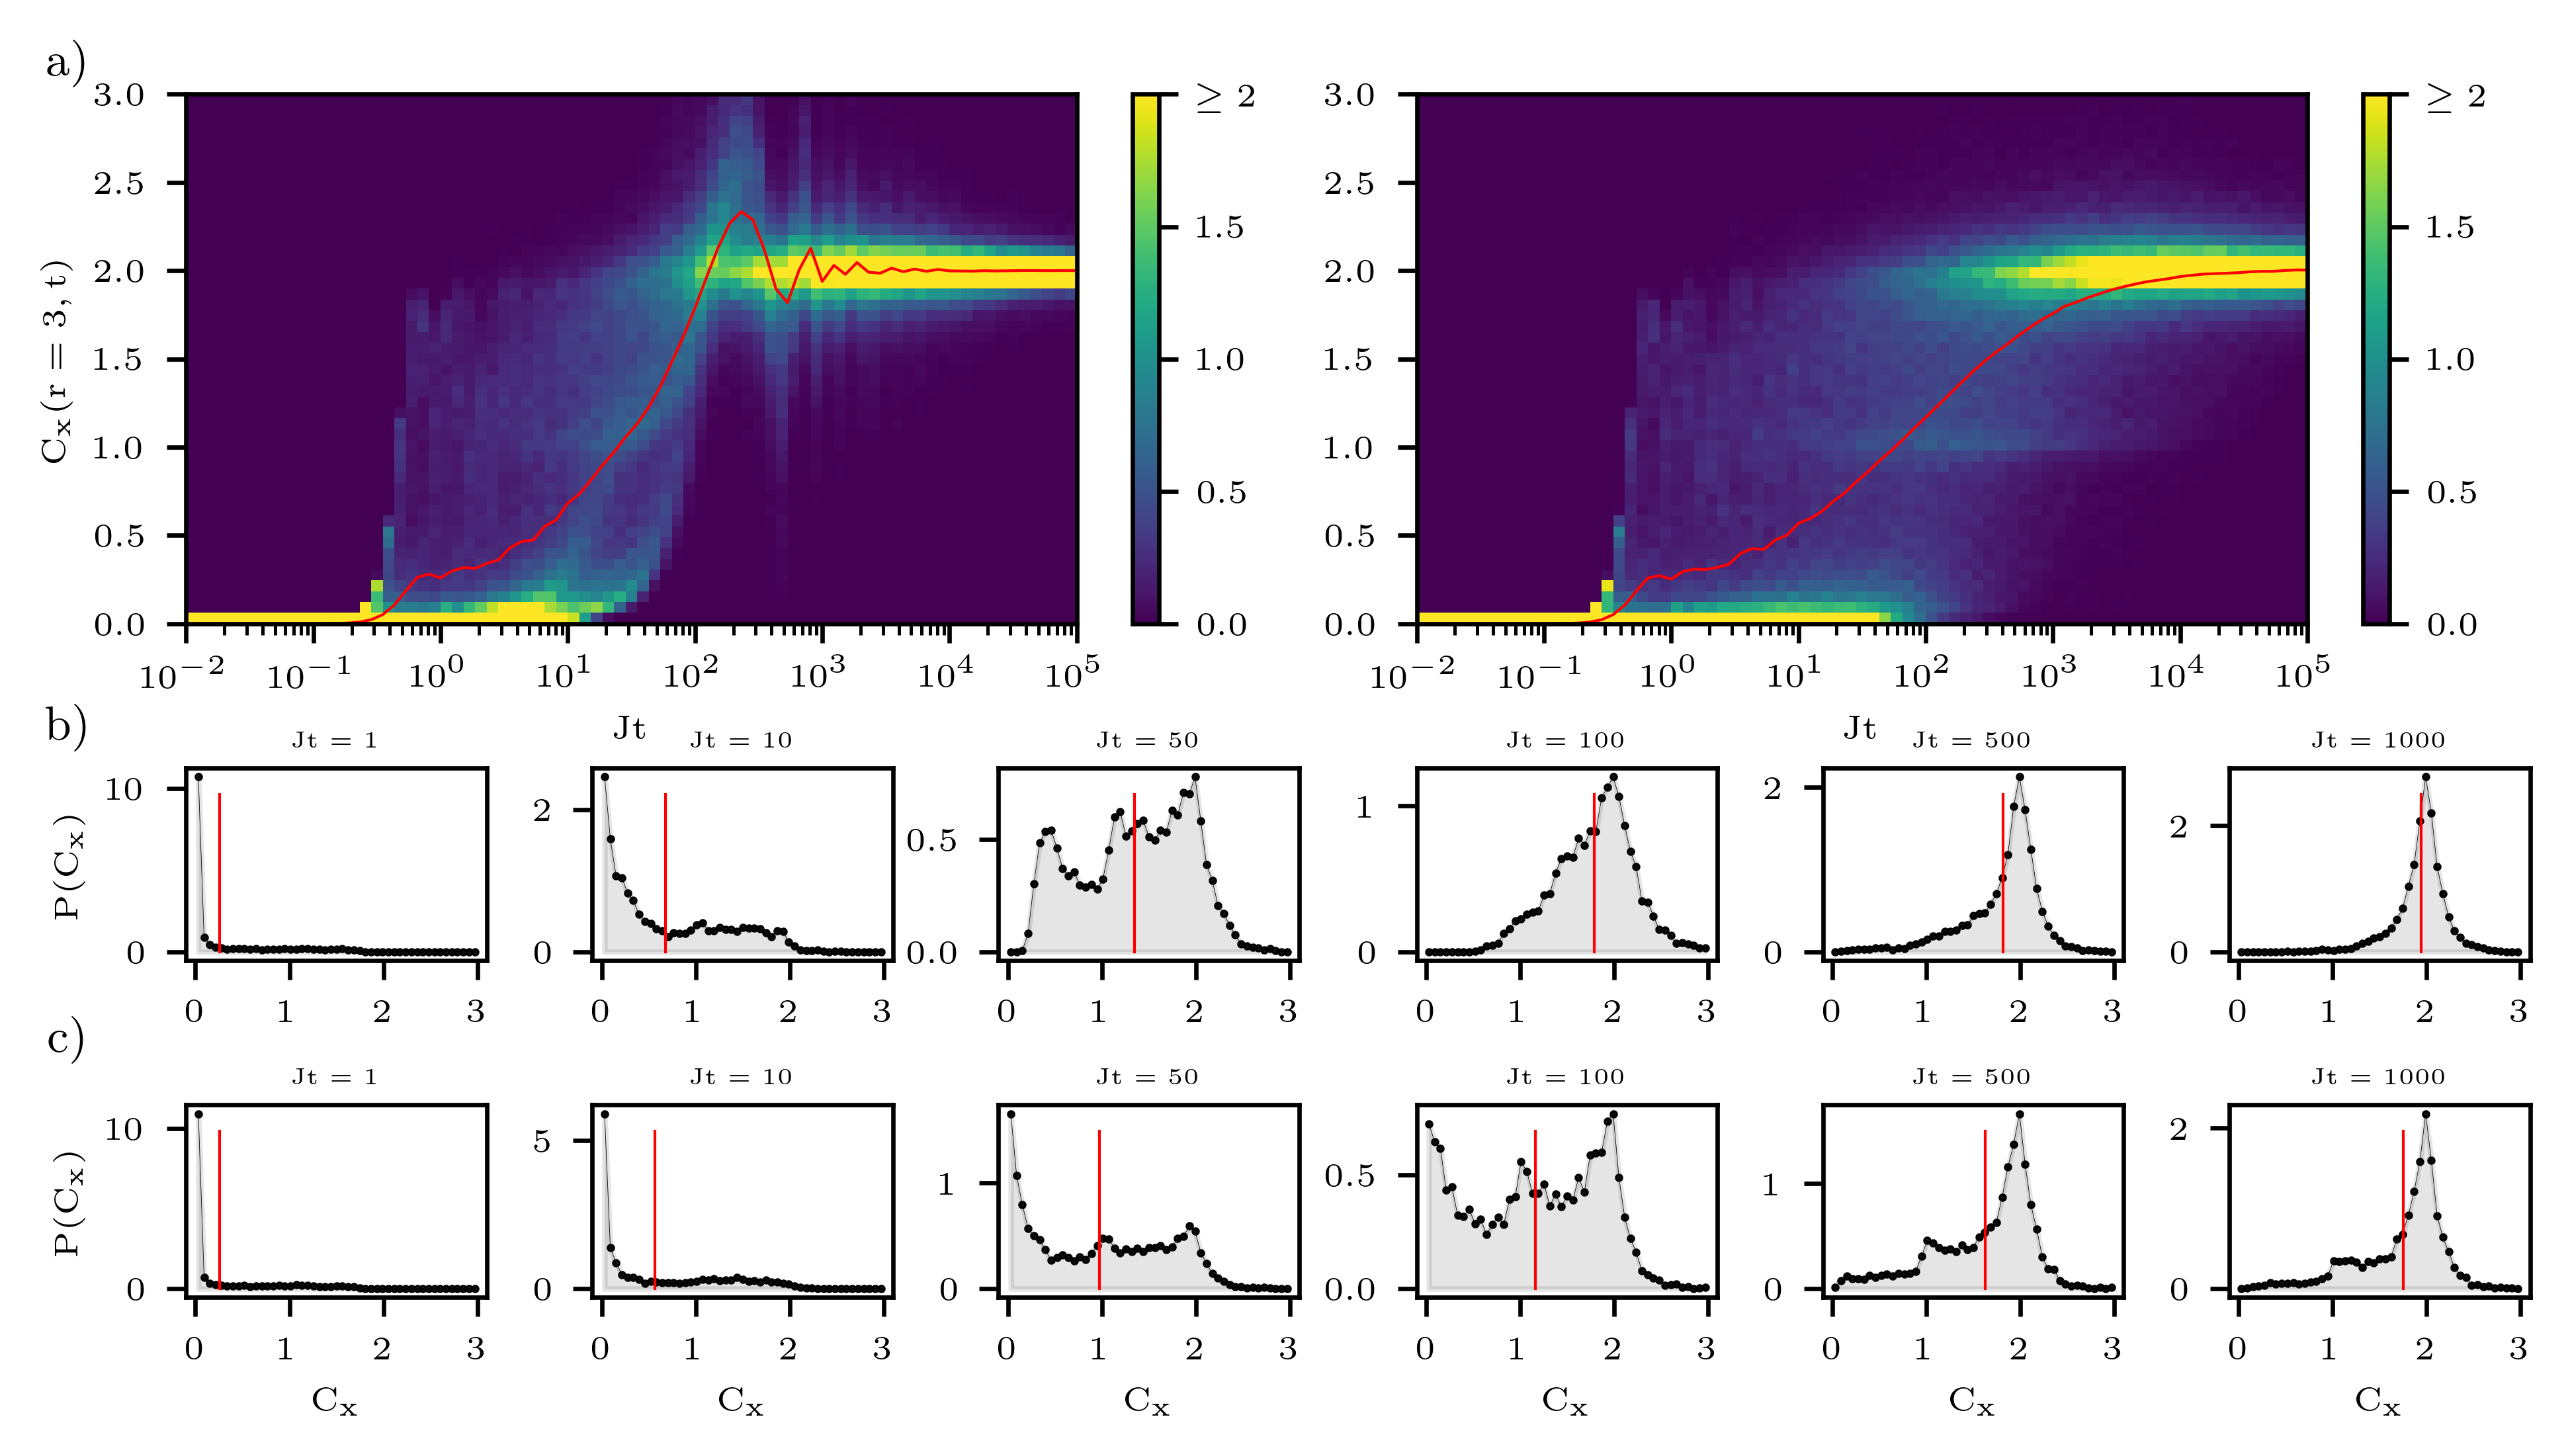 a)
3.0
2.5
2.0
1.5
1.0
0.5
0.0
C_x(r = 3, t)
10^{-2} 10^{-1} 10^0 10^1 10^2 10^3 10^4 10^5
Jt
≥ 2
1.5
1.0
0.5
0.0
3.0
2.5
2.0
1.5
1.0
0.5
0.0
10^{-2} 10^{-1} 10^0 10^1 10^2 10^3 10^4 10^5
Jt
≥ 2
1.5
1.0
0.5
0.0
b)
P(C_x)
Jt = 1
10
0
0 1 2 3
Jt = 10
2
0
0 1 2 3
Jt = 50
0.5
0.0
0 1 2 3
Jt = 100
1
0
0 1 2 3
Jt = 500
2
0
0 1 2 3
Jt = 1000
2
0
0 1 2 3
c)
P(C_x)
Jt = 1
10
0
0 1 2 3
C_x
Jt = 10
5
0
0 1 2 3
C_x
Jt = 50
1
0
0 1 2 3
C_x
Jt = 100
0.5
0.0
0 1 2 3
C_x
Jt = 500
1
0
0 1 2 3
C_x
Jt = 1000
2
0
0 1 2 3
C_x